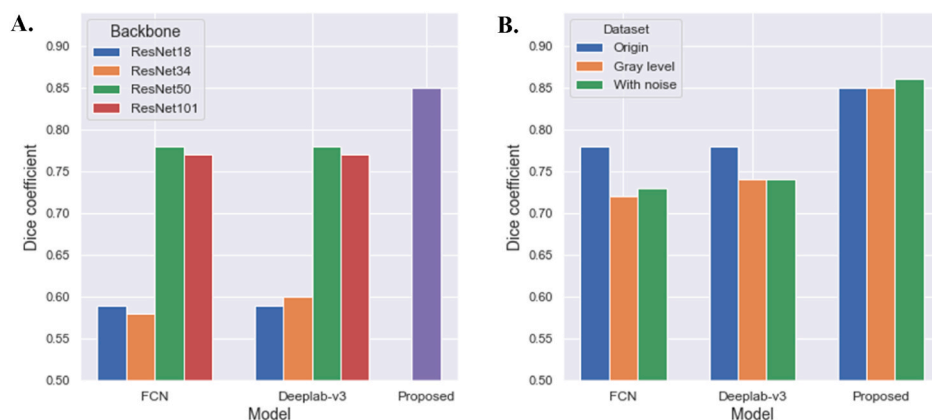 A.
Backbone
ResNet18
ResNet34
ResNet50
ResNet101
0.90
0.85
0.80
0.75
0.70
0.65
0.60
0.55
0.50
Dice coefficient
FCN
Deeplab-v3
Proposed
Model
B.
Dataset
Origin
Gray level
With noise
0.90
0.85
0.80
0.75
0.70
0.65
0.60
0.55
0.50
Dice coefficient
FCN
Deeplab-v3
Proposed
Model